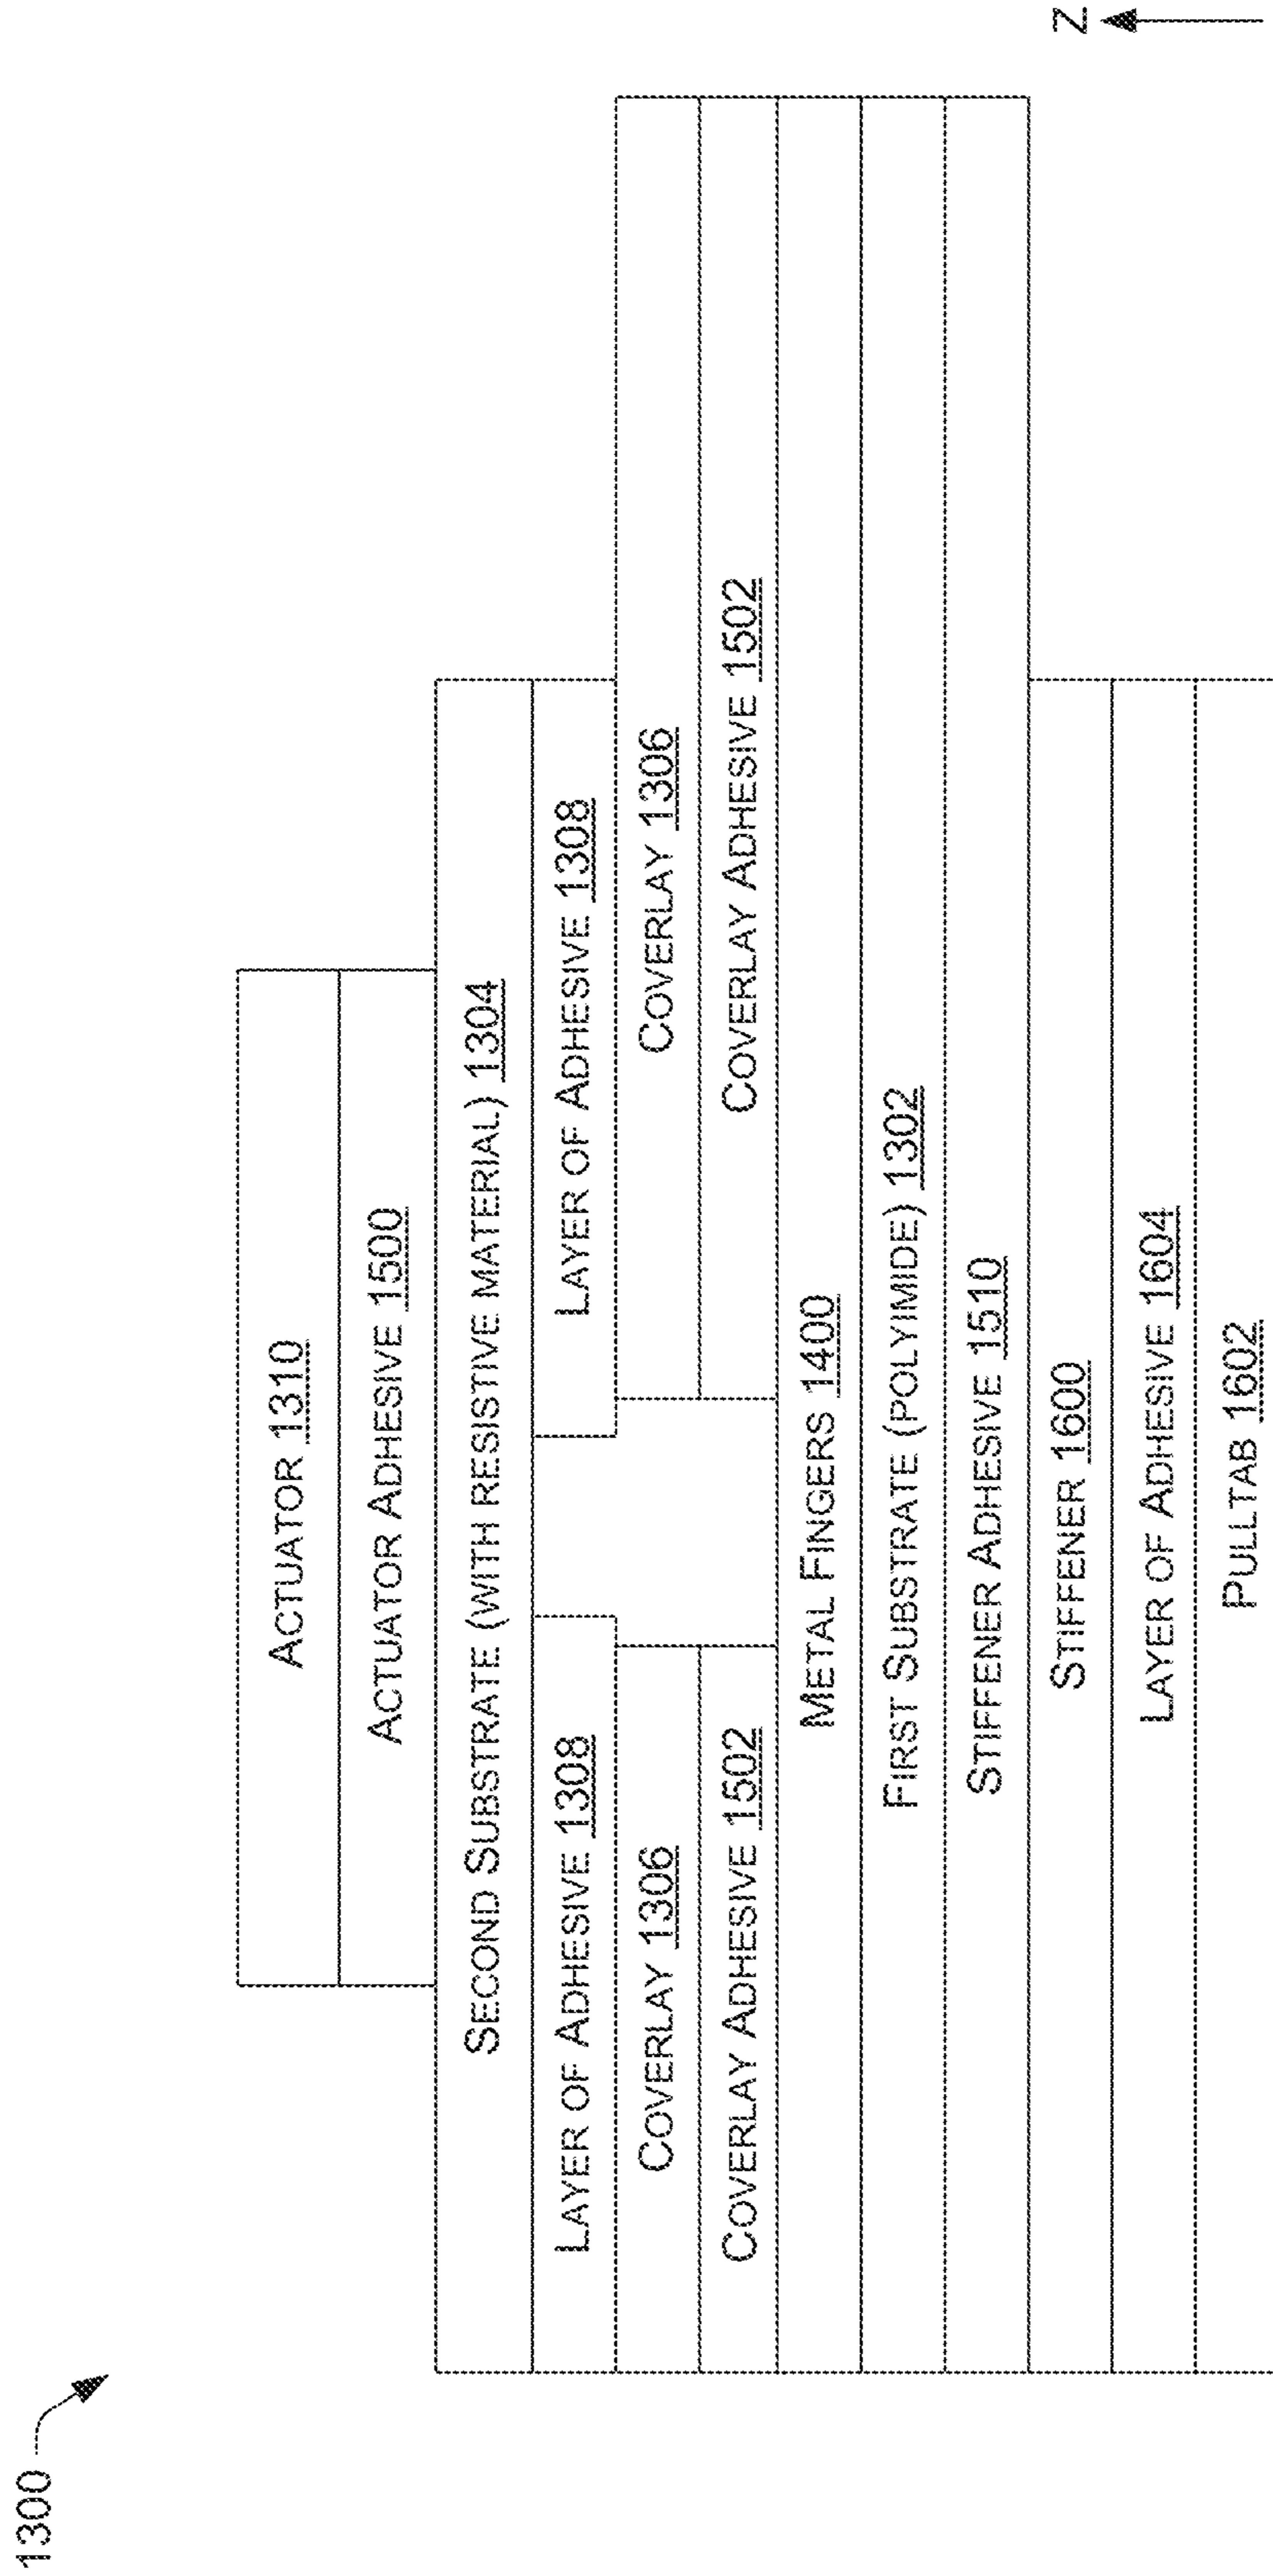 1300
ACTUATOR 1310
ACTUATOR ADHESIVE 1500
SECOND SUBSTRATE (WITH RESISTIVE MATERIAL) 1304
LAYER OF ADHESIVE 1308
LAYER OF ADHESIVE 1308
COVERLAY 1306
COVERLAY 1306
COVERLAY ADHESIVE 1502
COVERLAY ADHESIVE 1502
METAL FINGERS 1400
FIRST SUBSTRATE (POLYIMIDE) 1302
STIFFENER ADHESIVE 1510
STIFFENER 1600
LAYER OF ADHESIVE 1604
PULLTAB 1602
Z